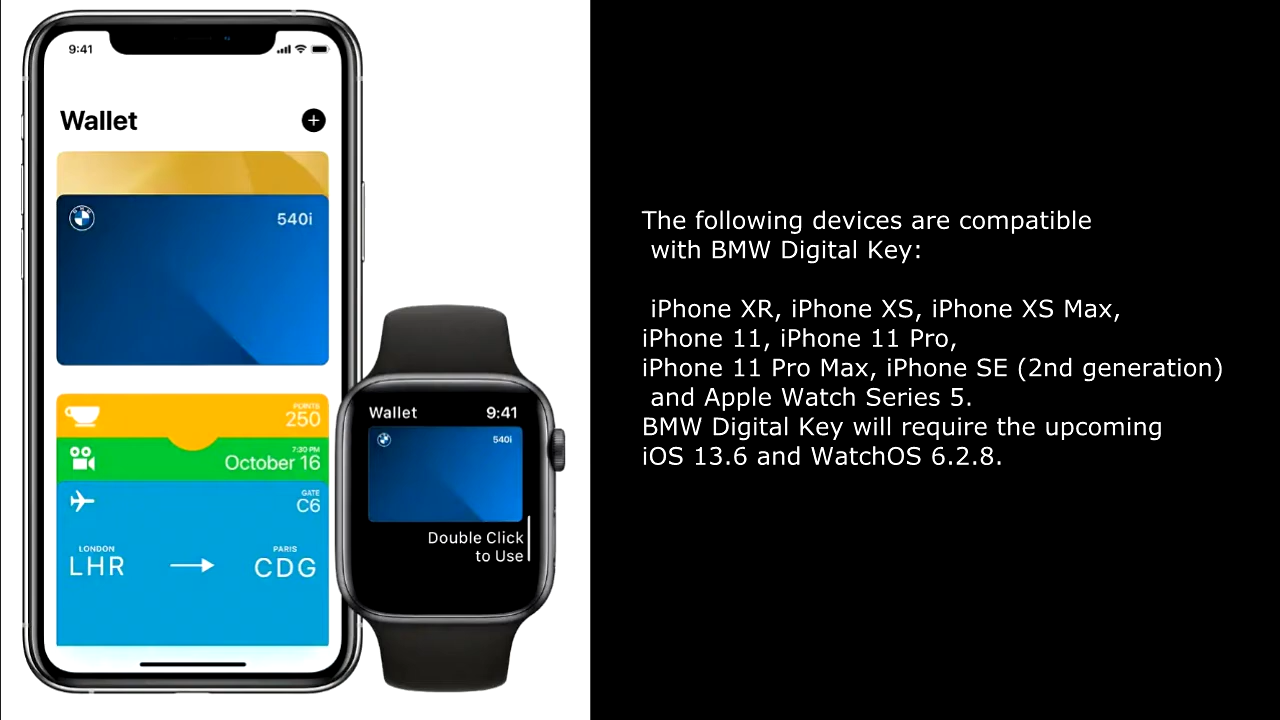 9:41
Wallet
540i
POINTS
250
7:30 PM
October 16
GATE
C6
LONDON
PARIS
LHR
CDG
Wallet 9:41
540i
Double Click
to Use
The following devices are compatible
with BMW Digital Key:
iPhone XR, iPhone XS, iPhone XS Max,
iPhone 11, iPhone 11 Pro,
iPhone 11 Pro Max, iPhone SE (2nd generation)
and Apple Watch Series 5.
BMW Digital Key will require the upcoming
iOS 13.6 and WatchOS 6.2.8.